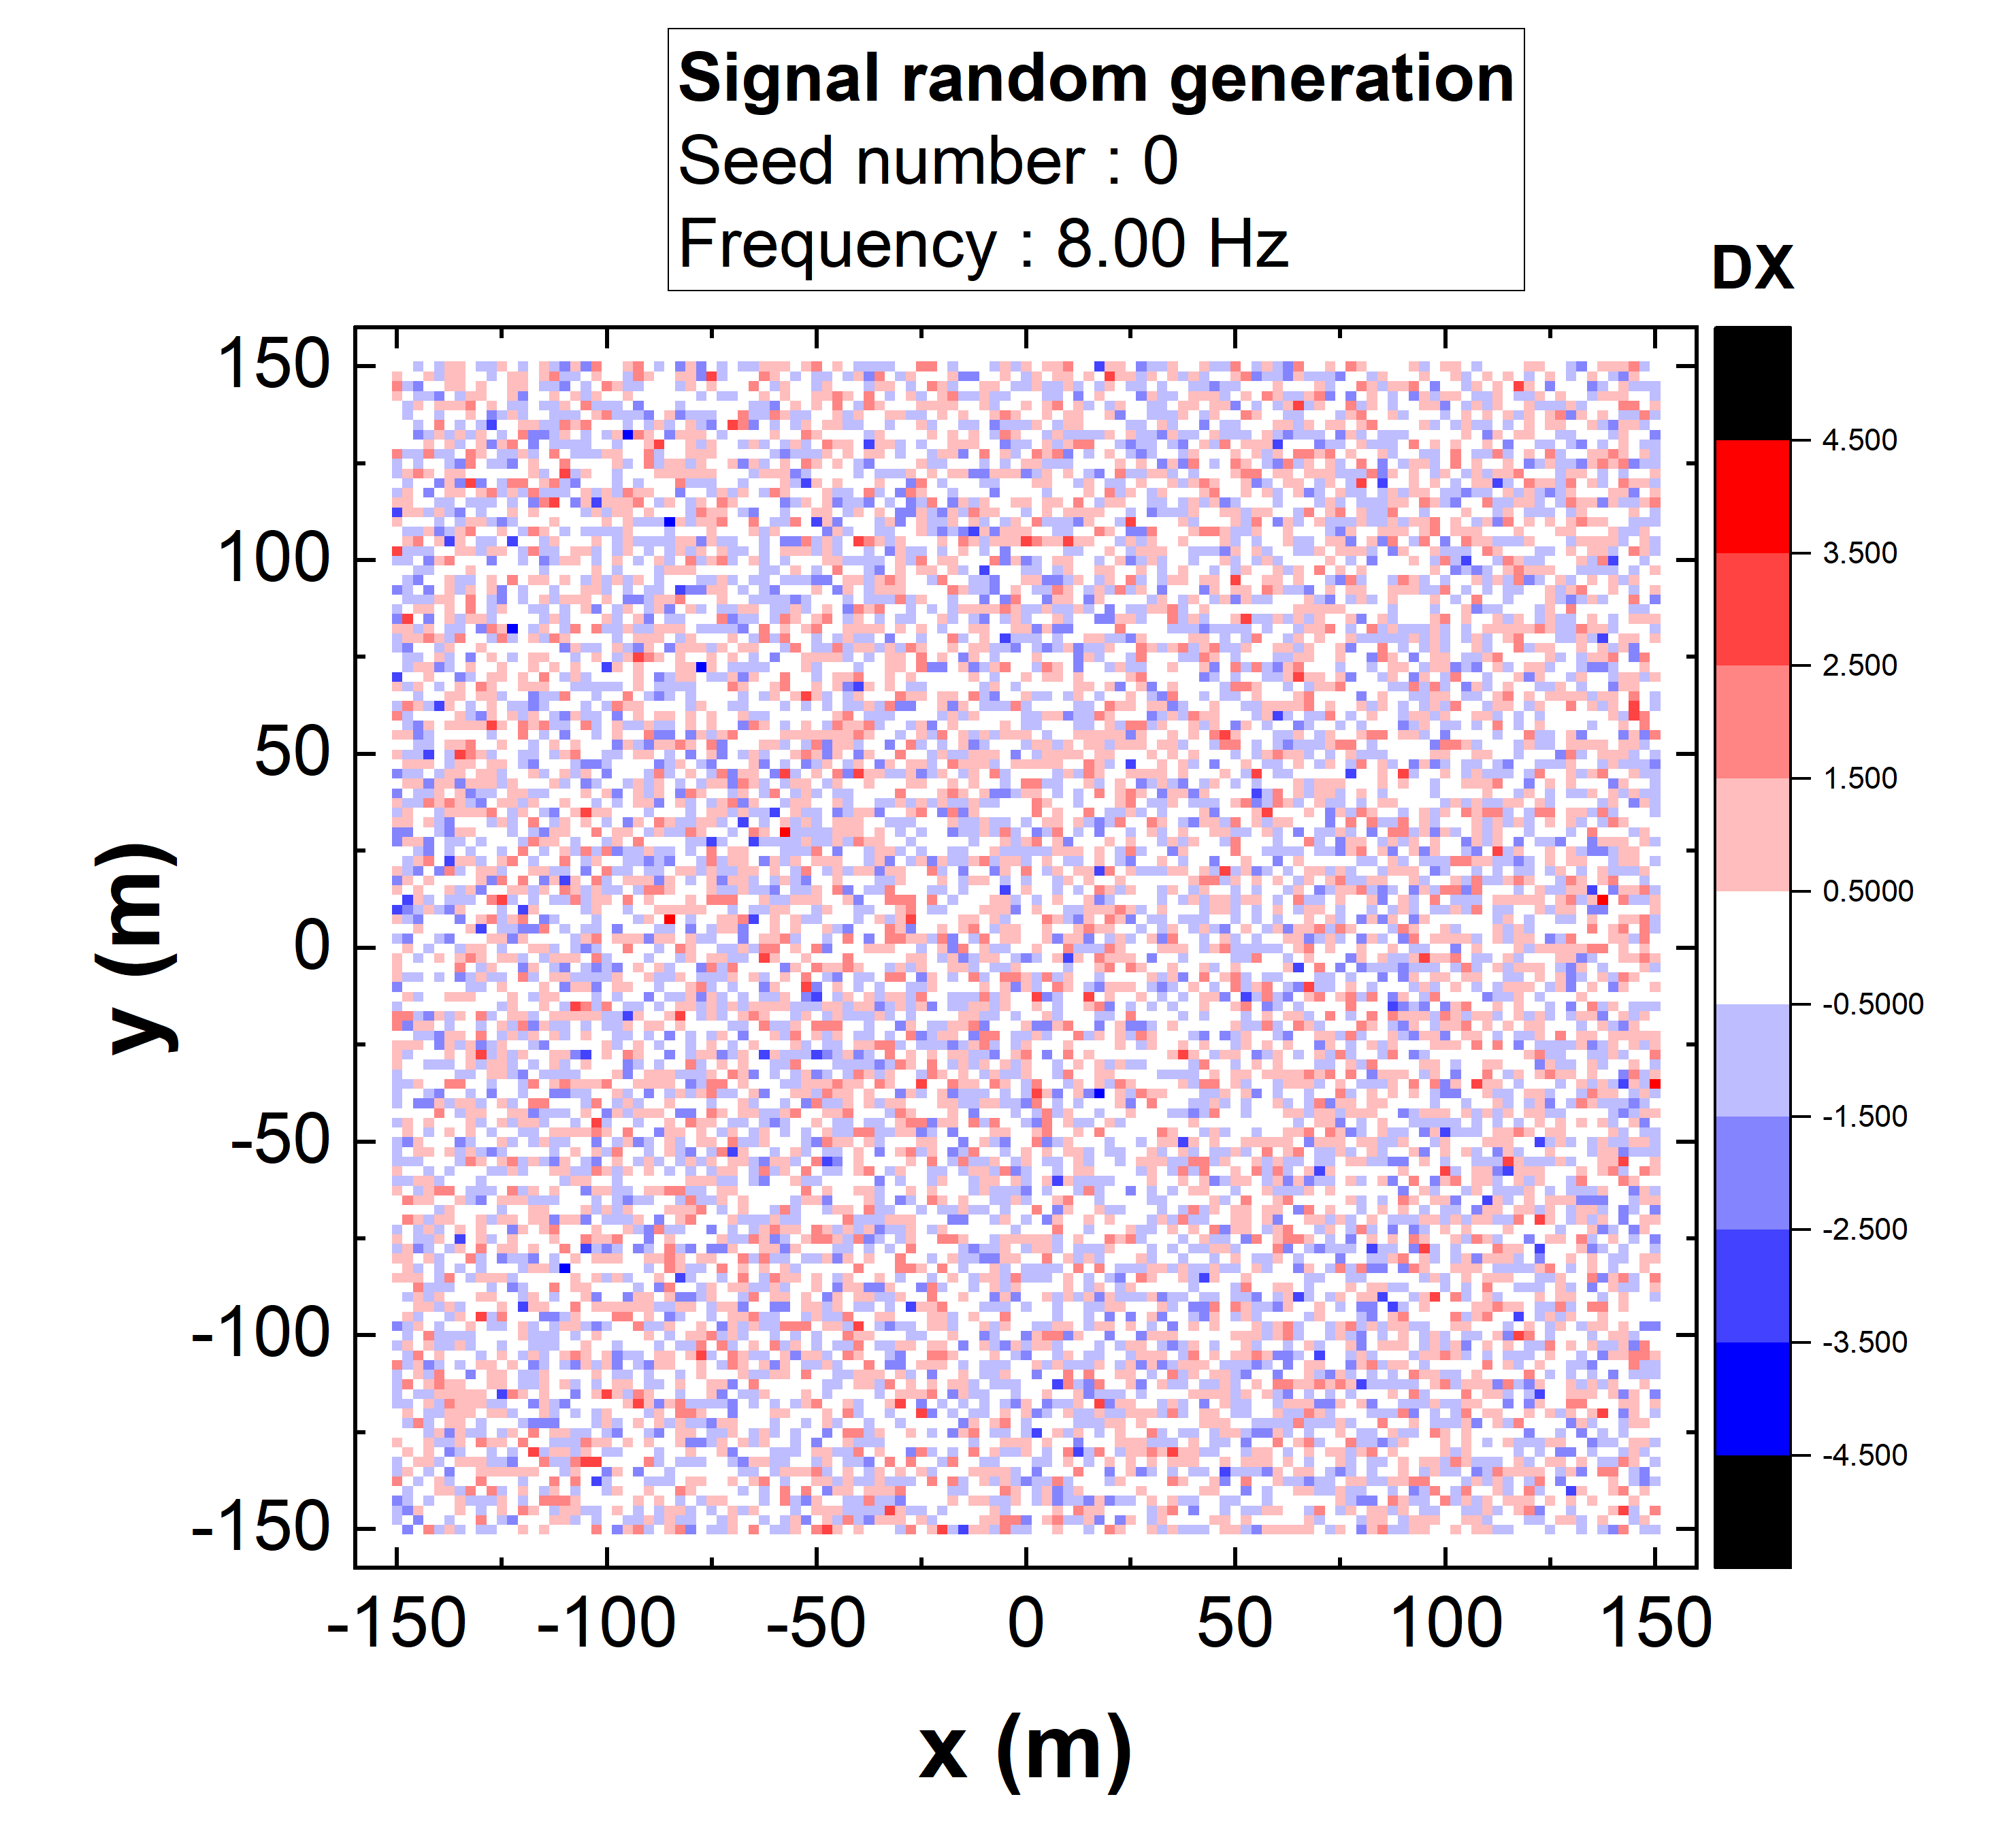 Signal random generation
Seed number : 0
Frequency : 8.00 Hz
DX
4.500
3.500
2.500
1.500
0.5000
-0.5000
-1.500
-2.500
-3.500
-4.500
150
100
50
0
-50
-100
-150
y (m)
-150 -100 -50 0 50 100 150
x (m)